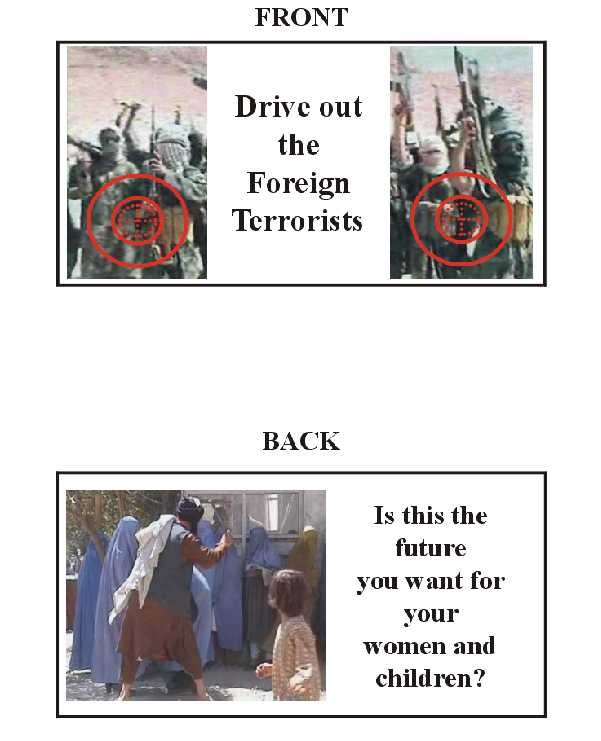 FRONT
Drive out
the
Foreign
Terrorists
BACK
Is this the
future
you want for
your
women and
children?